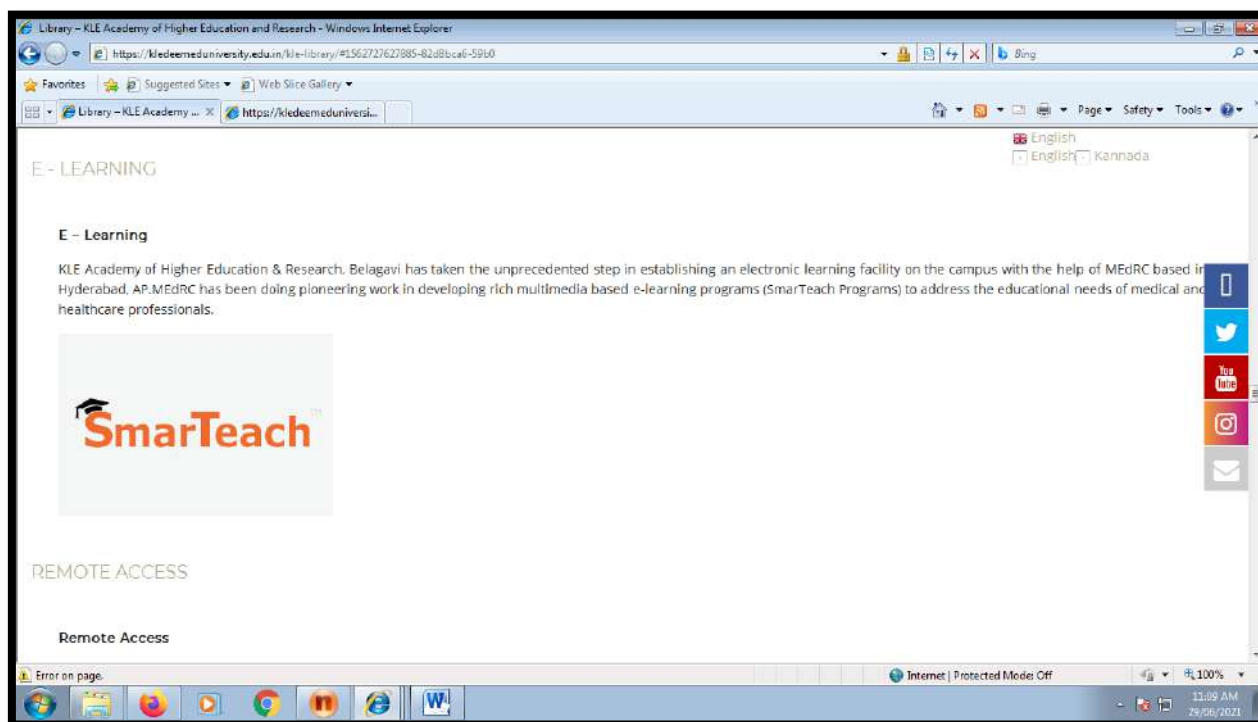 Library – KLE Academy of Higher Education and Research - Windows Internet Explorer
https://kledeemeduniversity.edu.in/kle-library/#1562727627885-82d8bca6-59b0
Bing
Favorites Suggested Sites Web Slice Gallery
Library – KLE Academy ... https://kledeemeduniversi... Page Safety Tools
English
English Kannada
E - LEARNING
E – Learning
KLE Academy of Higher Education & Research, Belagavi has taken the unprecedented step in establishing an electronic learning facility on the campus with the help of MEdRC based in
Hyderabad, AP.MEdRC has been doing pioneering work in developing rich multimedia based e-learning programs (SmarTeach Programs) to address the educational needs of medical and
healthcare professionals.
You
Tube
SmarTeach
REMOTE ACCESS
Remote Access
Error on page. Internet | Protected Mode: Off 100%
11:09 AM
29/06/2021